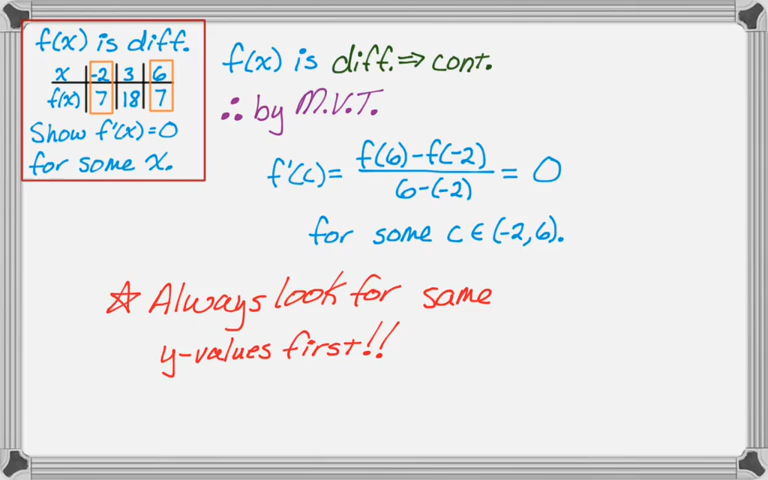 f(x) is diff.
x | -2 | 3 | 6
f(x) | 7 | 18 | 7
Show f'(x)=0
for some x.
f(x) is diff. ⇒ cont.
∴ by M.V.T.
f'(c) = f(6)-f(-2) / 6-(-2) = 0
for some c ∈ (-2,6).
☆ Always look for same
y-values first!!